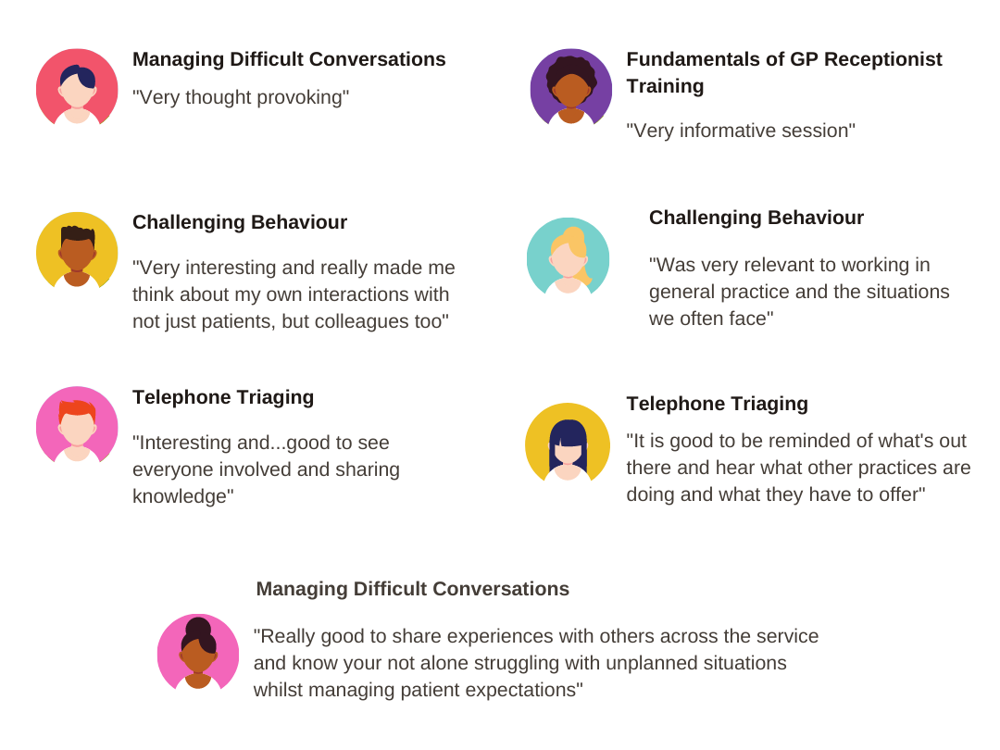 Managing Difficult Conversations
"Very thought provoking"
Fundamentals of GP Receptionist
Training
"Very informative session"
Challenging Behaviour
"Very interesting and really made me
think about my own interactions with
not just patients, but colleagues too"
Challenging Behaviour
"Was very relevant to working in
general practice and the situations
we often face"
Telephone Triaging
"Interesting and...good to see
everyone involved and sharing
knowledge"
Telephone Triaging
"It is good to be reminded of what's out
there and hear what other practices are
doing and what they have to offer"
Managing Difficult Conversations
"Really good to share experiences with others across the service
and know your not alone struggling with unplanned situations
whilst managing patient expectations"